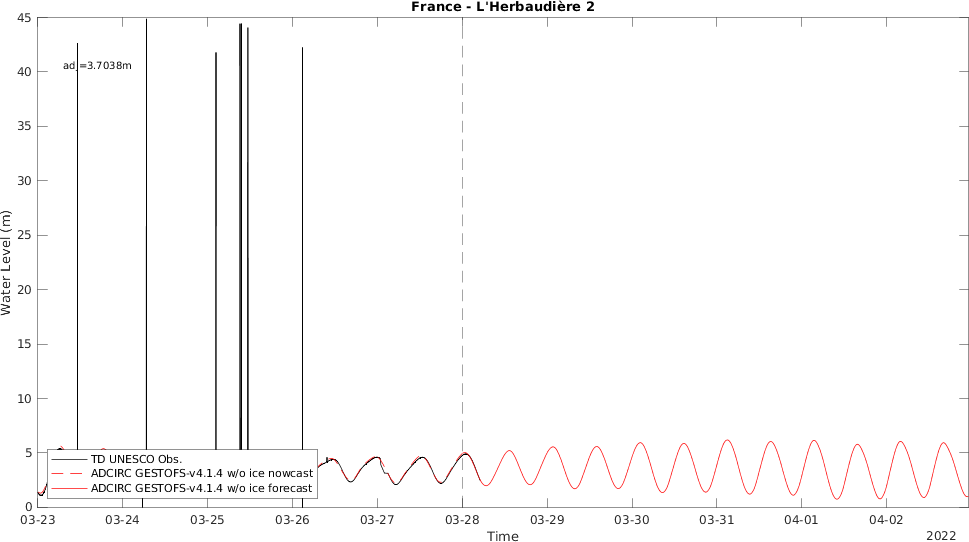 France - L'Herbaudière 2
45
40
35
30
25
20
15
10
5
0
Water Level (m)
adj=3.7038m
TD UNESCO Obs.
ADCIRC GESTOFS-v4.1.4 w/o ice nowcast
ADCIRC GESTOFS-v4.1.4 w/o ice forecast
03-23 03-24 03-25 03-26 03-27 03-28 03-29 03-30 03-31 04-01 04-02
Time
2022